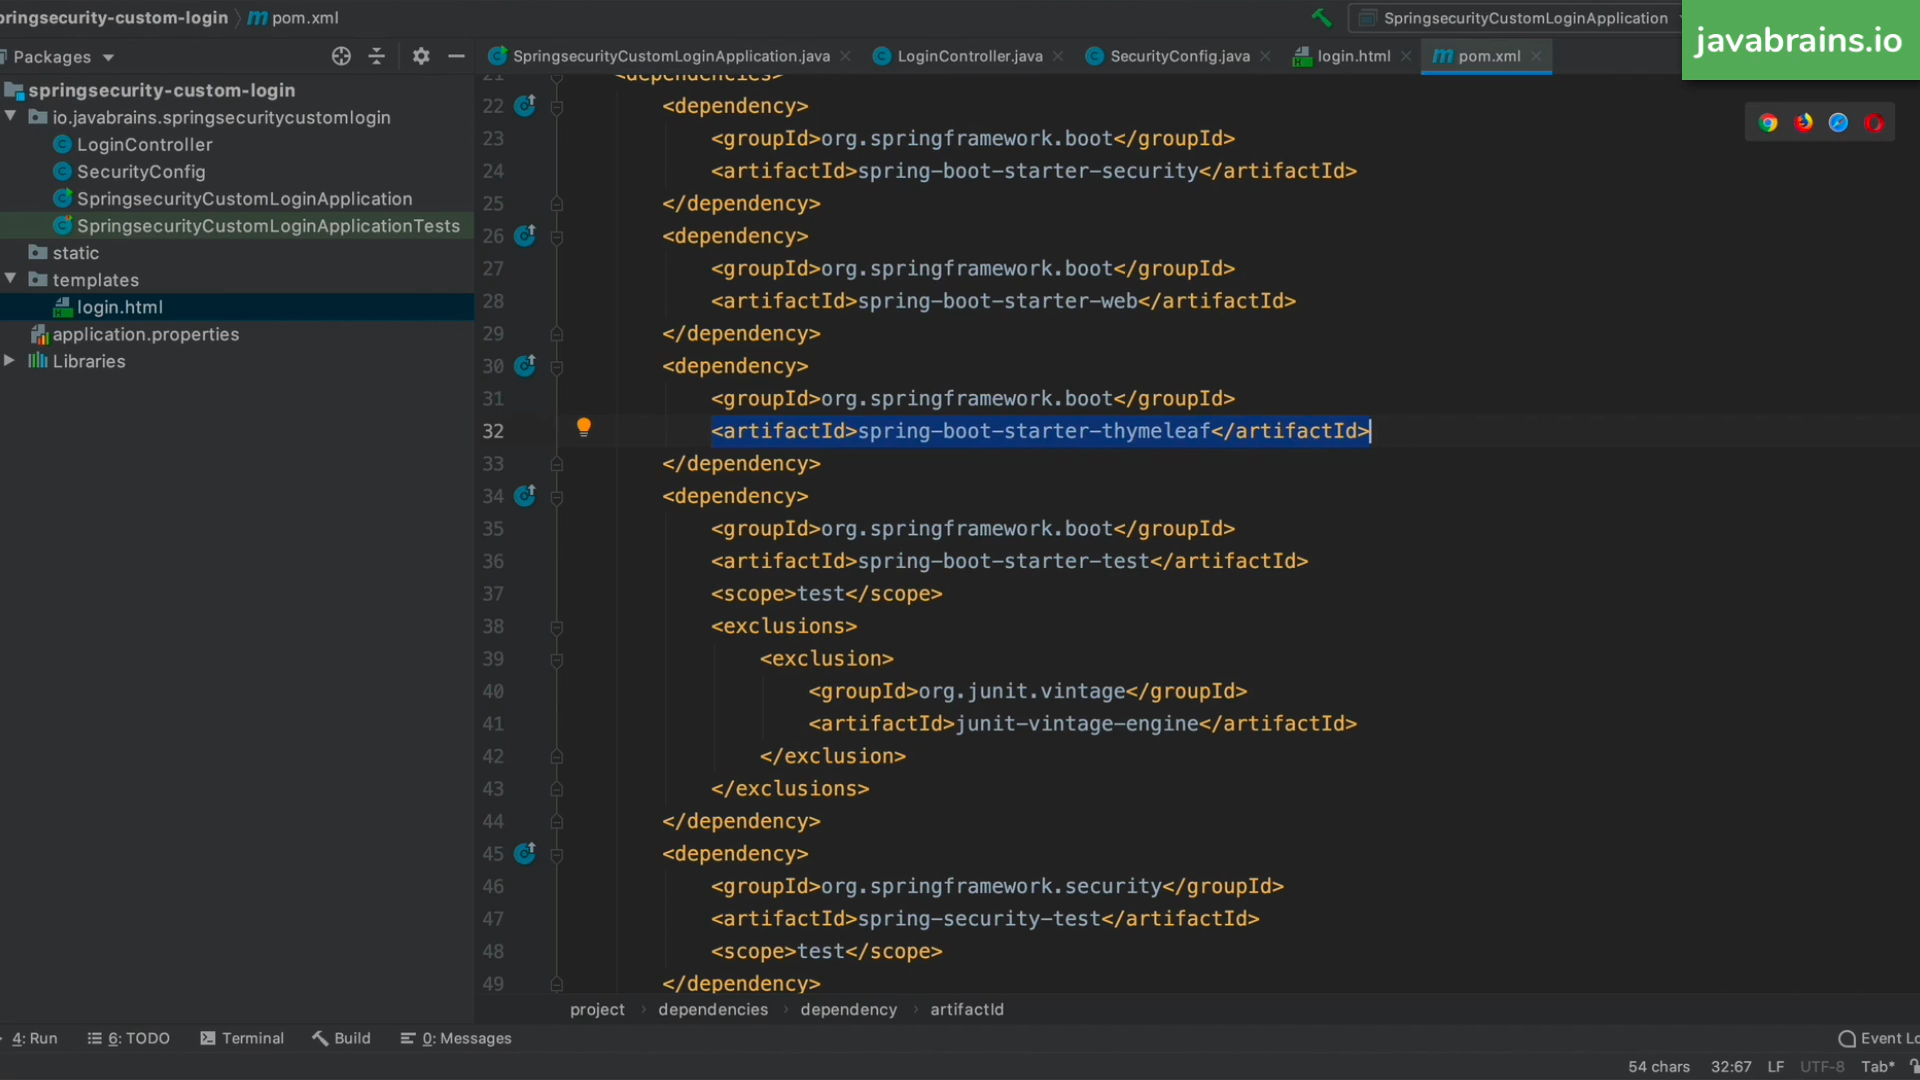 pringsecurity-custom-login 〉 pom.xml
SpringsecurityCustomLoginApplication
javabrains.io
Packages
SpringsecurityCustomLoginApplication.java
LoginController.java
SecurityConfig.java
login.html
pom.xml
springsecurity-custom-login
io.javabrains.springsecuritycustomlogin
LoginController
SecurityConfig
SpringsecurityCustomLoginApplication
SpringsecurityCustomLoginApplicationTests
static
templates
login.html
application.properties
Libraries
21 <dependencies>
22 <dependency>
23 <groupId>org.springframework.boot</groupId>
24 <artifactId>spring-boot-starter-security</artifactId>
25 </dependency>
26 <dependency>
27 <groupId>org.springframework.boot</groupId>
28 <artifactId>spring-boot-starter-web</artifactId>
29 </dependency>
30 <dependency>
31 <groupId>org.springframework.boot</groupId>
32 <artifactId>spring-boot-starter-thymeleaf</artifactId>
33 </dependency>
34 <dependency>
35 <groupId>org.springframework.boot</groupId>
36 <artifactId>spring-boot-starter-test</artifactId>
37 <scope>test</scope>
38 <exclusions>
39 <exclusion>
40 <groupId>org.junit.vintage</groupId>
41 <artifactId>junit-vintage-engine</artifactId>
42 </exclusion>
43 </exclusions>
44 </dependency>
45 <dependency>
46 <groupId>org.springframework.security</groupId>
47 <artifactId>spring-security-test</artifactId>
48 <scope>test</scope>
49 </dependency>
project › dependencies › dependency › artifactId
4: Run 6: TODO Terminal Build 0: Messages Event Lo
54 chars 32:67 LF UTF-8 Tab*